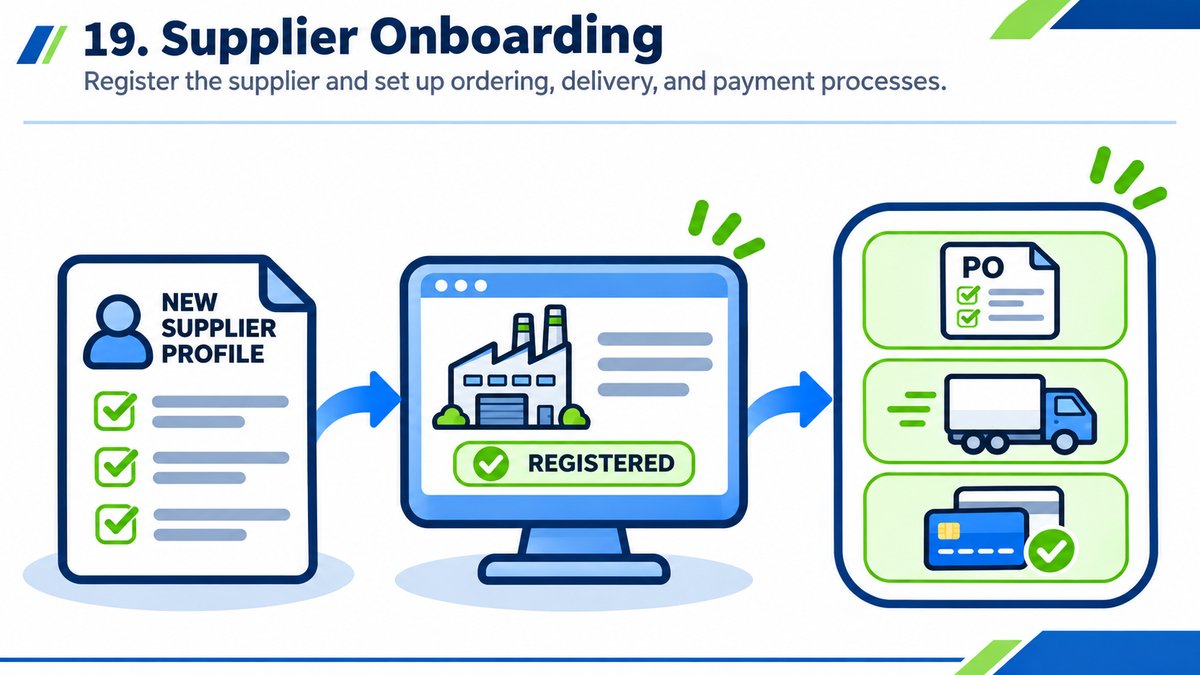 19. Supplier Onboarding
Register the supplier and set up ordering, delivery, and payment processes.
NEW
SUPPLIER
PROFILE
REGISTERED
PO